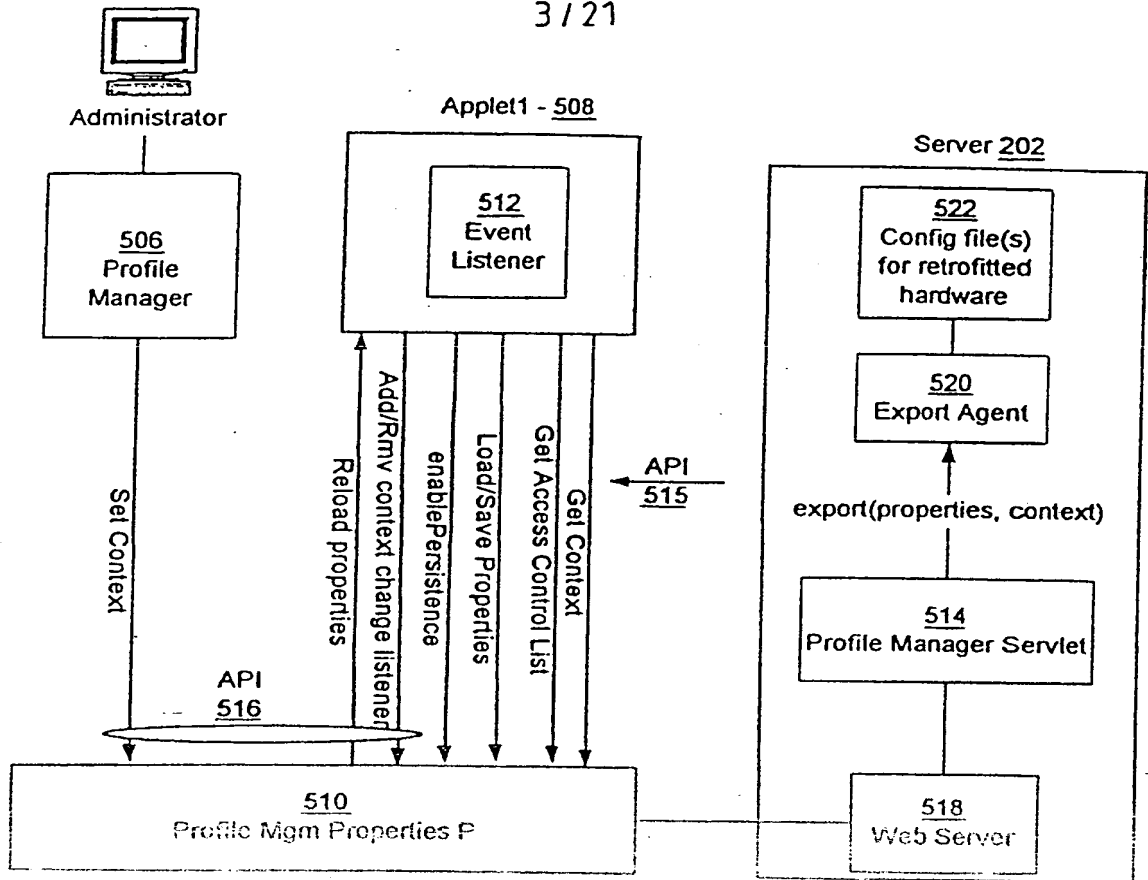 3 / 21
Administrator
506
Profile
Manager
Applet1 - 508
512
Event
Listener
Server 202
522
Config file(s)
for retrofitted
hardware
520
Export Agent
export(properties, context)
514
Profile Manager Servlet
518
Web Server
Set Context
Reload properties
Add/Rmv context change listener
enablePersistence
Load/Save Properties
Get Access Control List
Get Context
API
515
API
516
510
Profile Mgm Properties P